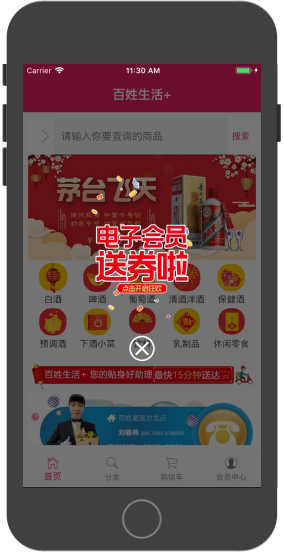 Carrier 11:30 AM
百姓生活+
请输入你要查询的商品 搜索
茅台飞天
电子会员
送券啦
点击开启狂欢
白酒 啤酒 葡萄酒 清酒洋酒 保健酒
预调酒 下酒小菜 乳制品 休闲零食
百姓生活+ 您的贴身好助理 最快15分钟送达
首页 分类 购物车 会员中心